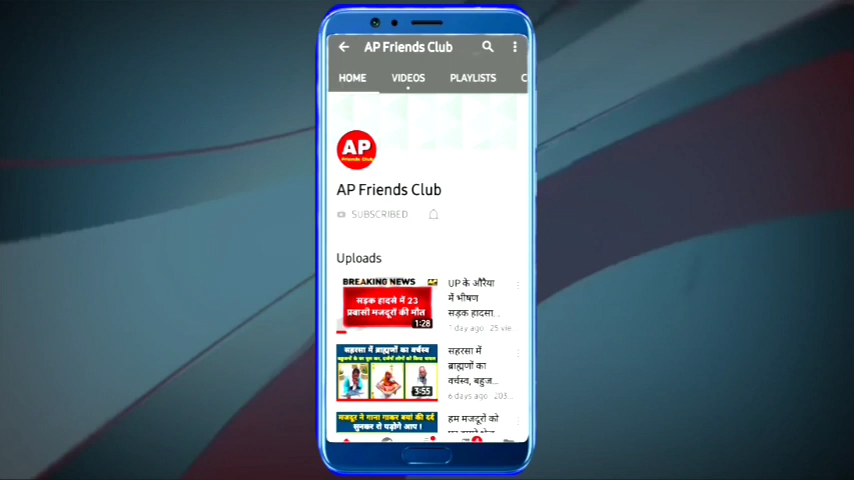 AP Friends Club
HOME VIDEOS PLAYLISTS C
AP
Friends Club
AP Friends Club
SUBSCRIBED
Uploads
BREAKING NEWS
सड़क हादसे में 23
प्रवासी मजदूरों की मौत
1:28
UP के औरैया
में भीषण
सड़क हादसा..
1 day ago · 25 vie...
सहरसा में ब्राह्मणों का वर्चस्व
3:55
सहरसा में
ब्राह्मणों का
वर्चस्व, बहुज...
6 days ago · 203...
मजदूर ने गाना गाकर बयां की दर्द
सुनकर रो पड़ोगे आप !
हम मजदूरों को